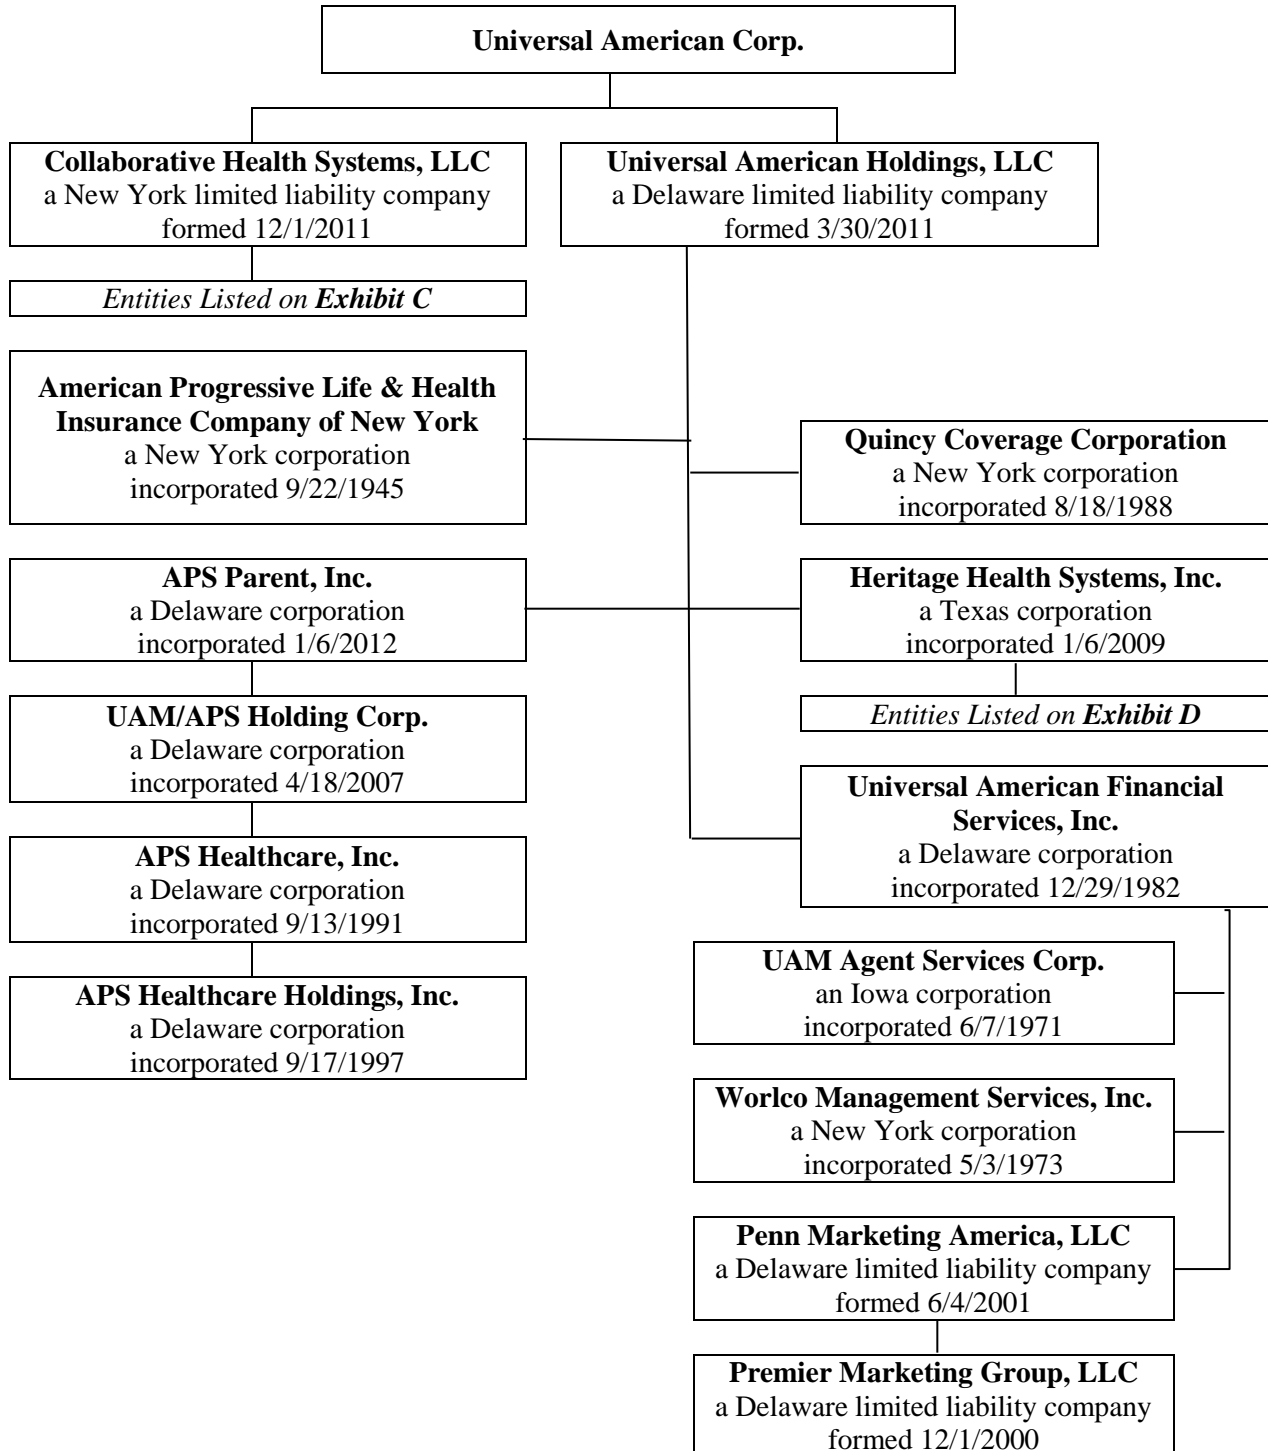 Universal American Corp.
Collaborative Health Systems, LLC
a New York limited liability company
formed 12/1/2011
Universal American Holdings, LLC
a Delaware limited liability company
formed 3/30/2011
Entities Listed on Exhibit C
American Progressive Life & Health
Insurance Company of New York
a New York corporation
incorporated 9/22/1945
Quincy Coverage Corporation
a New York corporation
incorporated 8/18/1988
APS Parent, Inc.
a Delaware corporation
incorporated 1/6/2012
Heritage Health Systems, Inc.
a Texas corporation
incorporated 1/6/2009
UAM/APS Holding Corp.
a Delaware corporation
incorporated 4/18/2007
Entities Listed on Exhibit D
APS Healthcare, Inc.
a Delaware corporation
incorporated 9/13/1991
Universal American Financial
Services, Inc.
a Delaware corporation
incorporated 12/29/1982
APS Healthcare Holdings, Inc.
a Delaware corporation
incorporated 9/17/1997
UAM Agent Services Corp.
an Iowa corporation
incorporated 6/7/1971
Worlco Management Services, Inc.
a New York corporation
incorporated 5/3/1973
Penn Marketing America, LLC
a Delaware limited liability company
formed 6/4/2001
Premier Marketing Group, LLC
a Delaware limited liability company
formed 12/1/2000